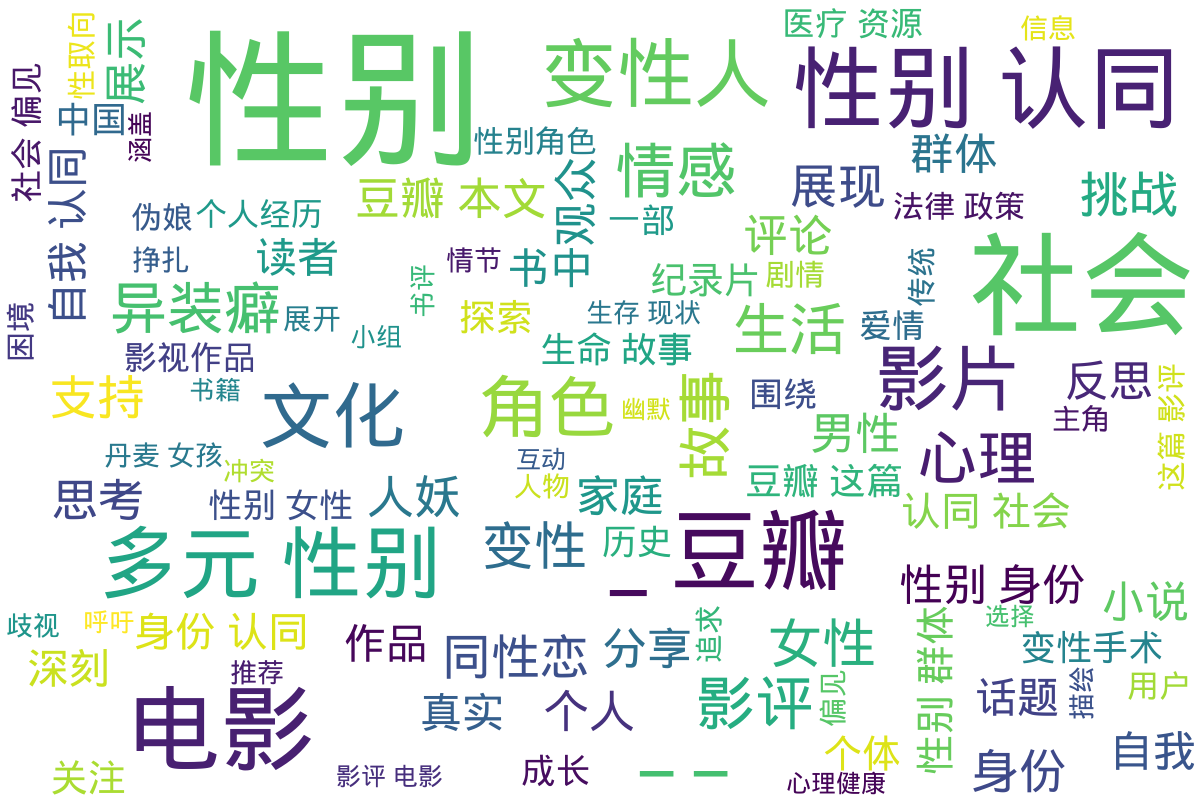 医疗 资源
信息
性取向
展示
性别
变性人
性别 认同
社会 偏见
中国
涵盖
性别角色
情感
群体
自我 认同
豆瓣 本文
观众
展现
挑战
伪娘
个人经历
一部
法律 政策
评论
挣扎
读者
情节
书中
纪录片
剧情
传统
社会
异装癖
展开
书评
探索
生存 现状
生活
爱情
困境
小组
影视作品
生命 故事
影片
支持
书籍
文化
角色
幽默
故事
围绕
反思
主角
这篇 影评
男性
心理
丹麦 女孩
冲突
互动
人物
豆瓣 这篇
思考
性别 女性
人妖
家庭
认同 社会
多元 性别
变性
历史
豆瓣
一
性别 身份
小说
歧视
呼吁
身份 认同
作品
同性恋
分享
追求
女性
性别 群体
选择
变性手术
深刻
推荐
电影
真实
个人
影评
偏见
话题
描绘
用户
关注
影评 电影
成长
一 一
个体
心理健康
身份
自我